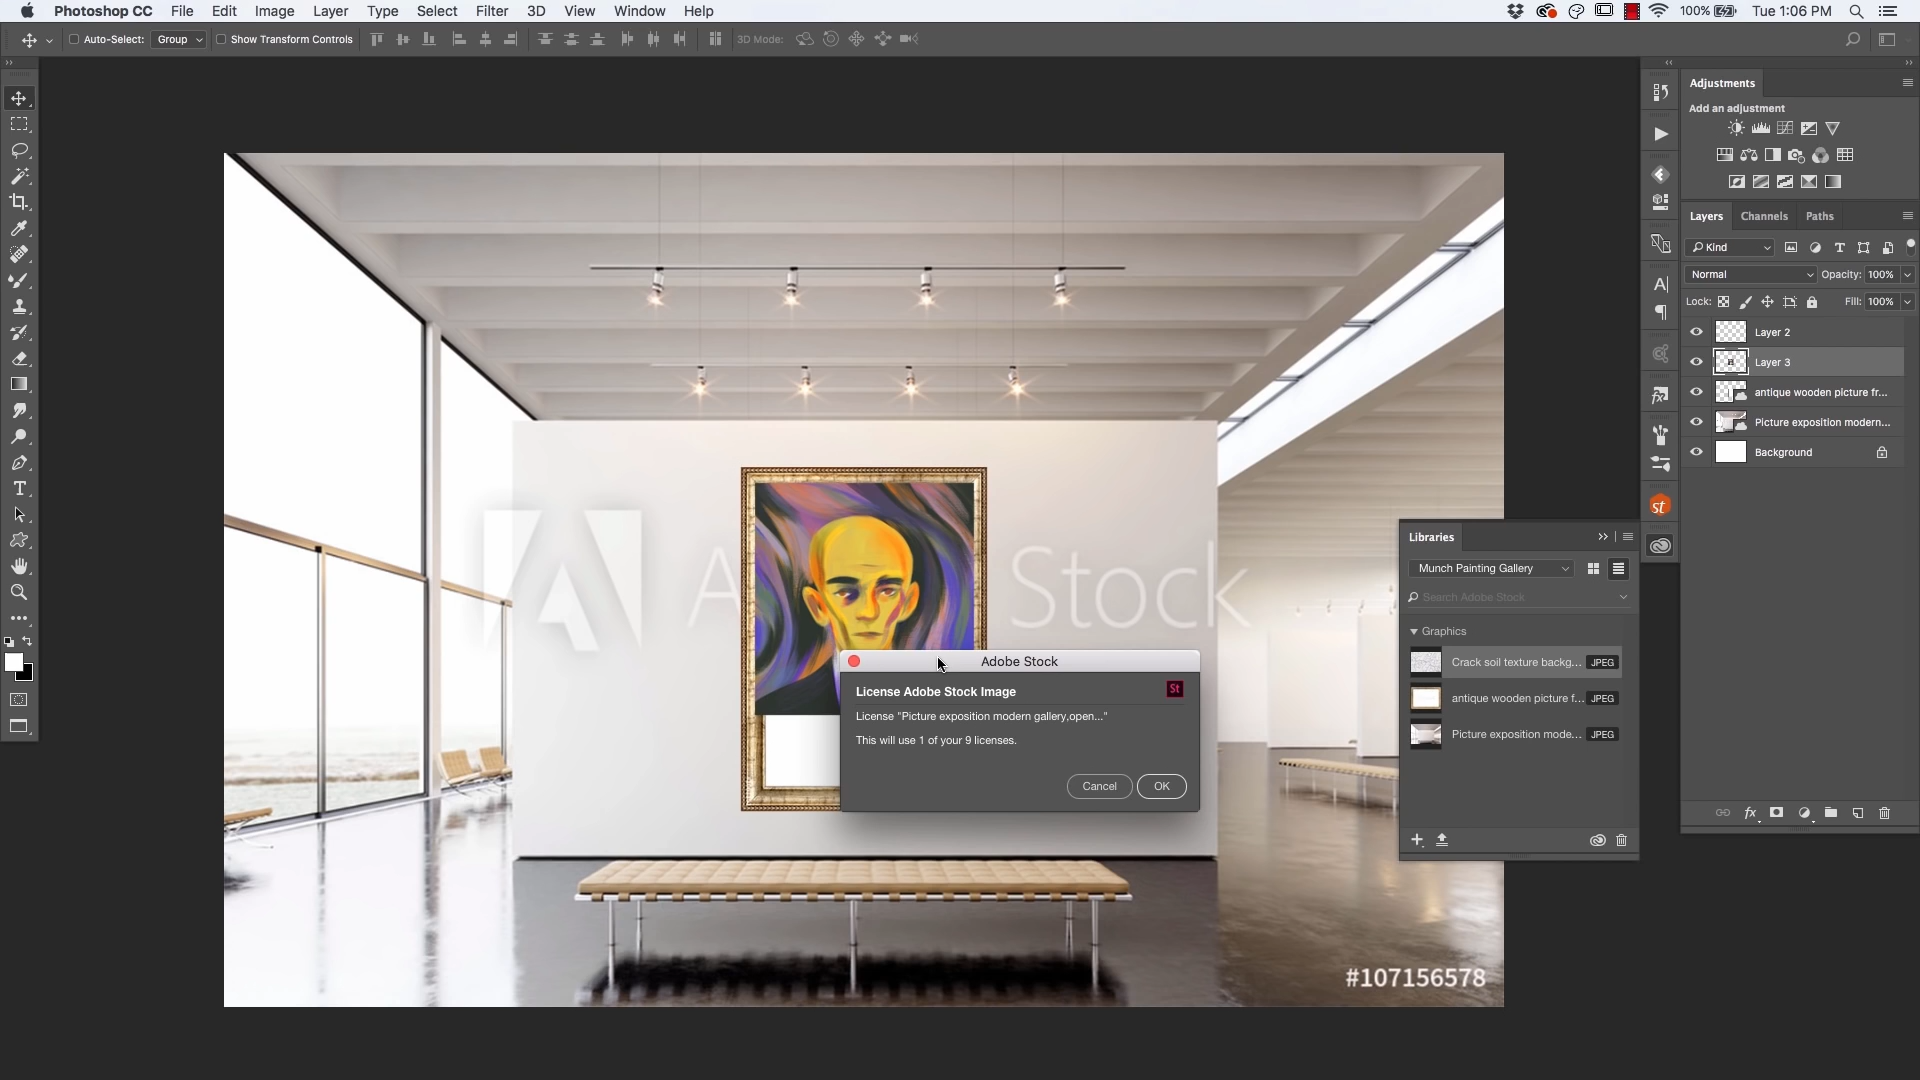 Photoshop CC File Edit Image Layer Type Select Filter 3D View Window Help 100% Tue 1:06 PM
Auto-Select: Group Show Transform Controls 3D Mode:
Adjustments
Add an adjustment
Layers Channels Paths
Kind
Normal Opacity: 100%
Lock: Fill: 100%
Layer 2
Layer 3
antique wooden picture fr...
Picture exposition modern...
Background
st
Libraries
Munch Painting Gallery
Search Adobe Stock
Graphics
Crack soil texture backg... JPEG
antique wooden picture f... JPEG
Picture exposition mode... JPEG
A Stock
Adobe Stock
License Adobe Stock Image St
License "Picture exposition modern gallery,open..."
This will use 1 of your 9 licenses.
Cancel OK
#107156578